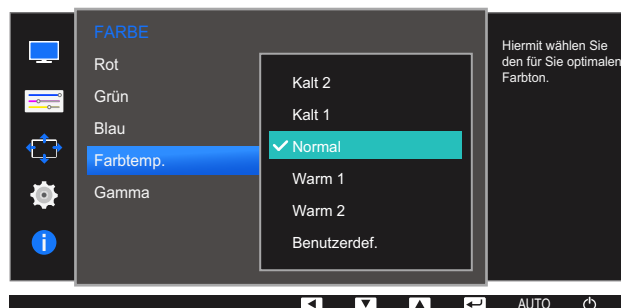 FARBE
Rot
Grün
Blau
Farbtemp.
Gamma
Kalt 2
Kalt 1
Normal
Warm 1
Warm 2
Benutzerdef.
Hiermit wählen Sie
den für Sie optimalen
Farbton.
AUTO